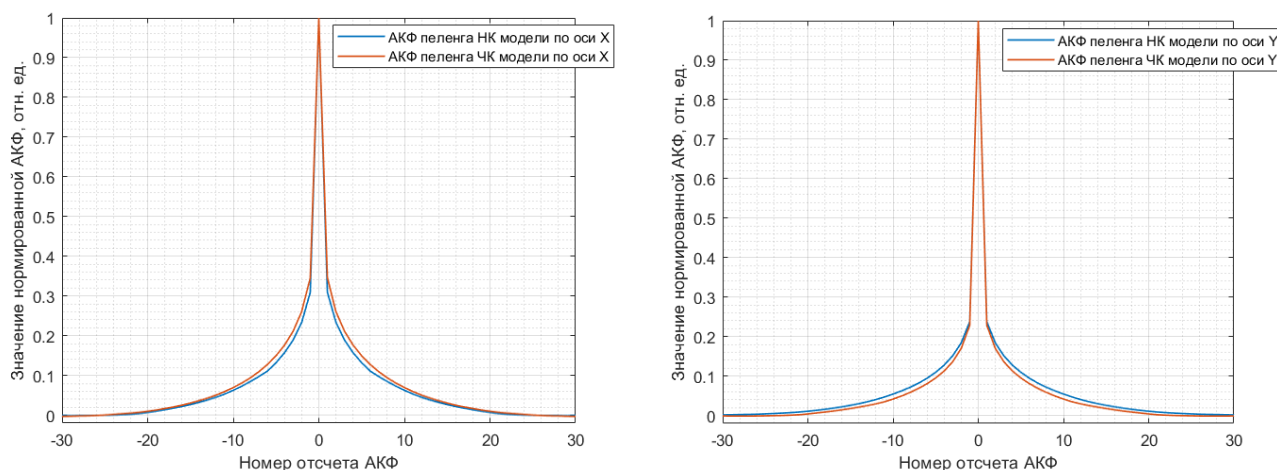 Значение нормированной АКФ, отн. ед.
1
0.9
0.8
0.7
0.6
0.5
0.4
0.3
0.2
0.1
0
АКФ пеленга НК модели по оси X
АКФ пеленга ЧК модели по оси X
-30 -20 -10 0 10 20 30
Номер отсчета АКФ
Значение нормированной АКФ, отн. ед.
1
0.9
0.8
0.7
0.6
0.5
0.4
0.3
0.2
0.1
0
АКФ пеленга НК модели по оси Y
АКФ пеленга ЧК модели по оси Y
-30 -20 -10 0 10 20 30
Номер отсчета АКФ